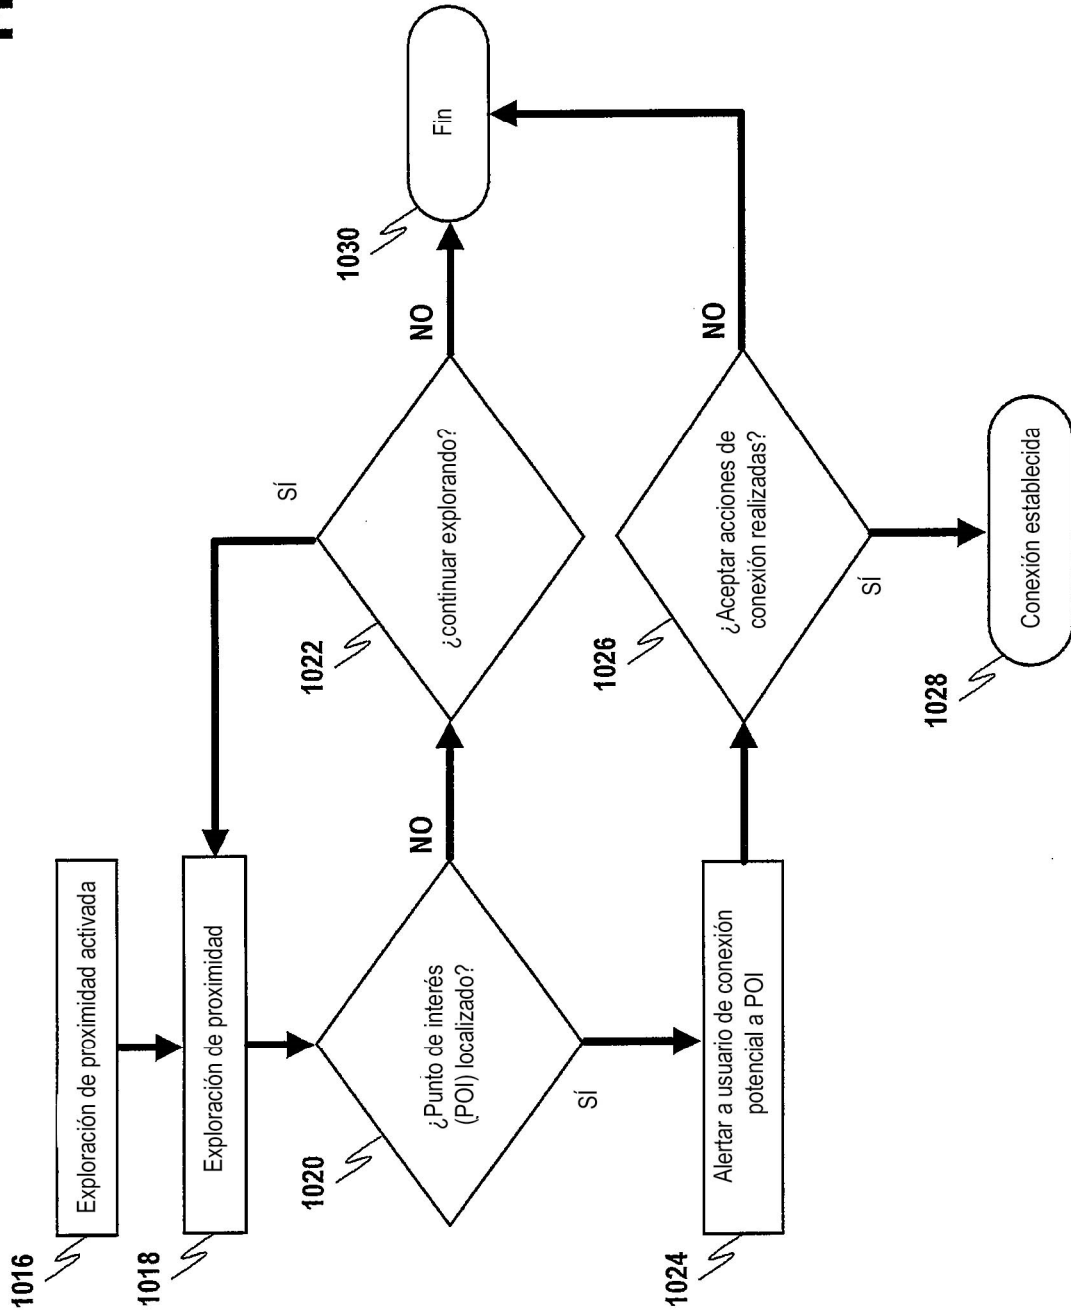 1016
Exploración de proximidad activada
1018
Exploración de proximidad
1020
¿Punto de interés
(POI) localizado?
NO
SÍ
1022
¿continuar explorando?
SÍ
NO
1030
Fin
1024
Alertar a usuario de conexión
potencial a POI
1026
¿Aceptar acciones de
conexión realizadas?
NO
SÍ
1028
Conexión establecida